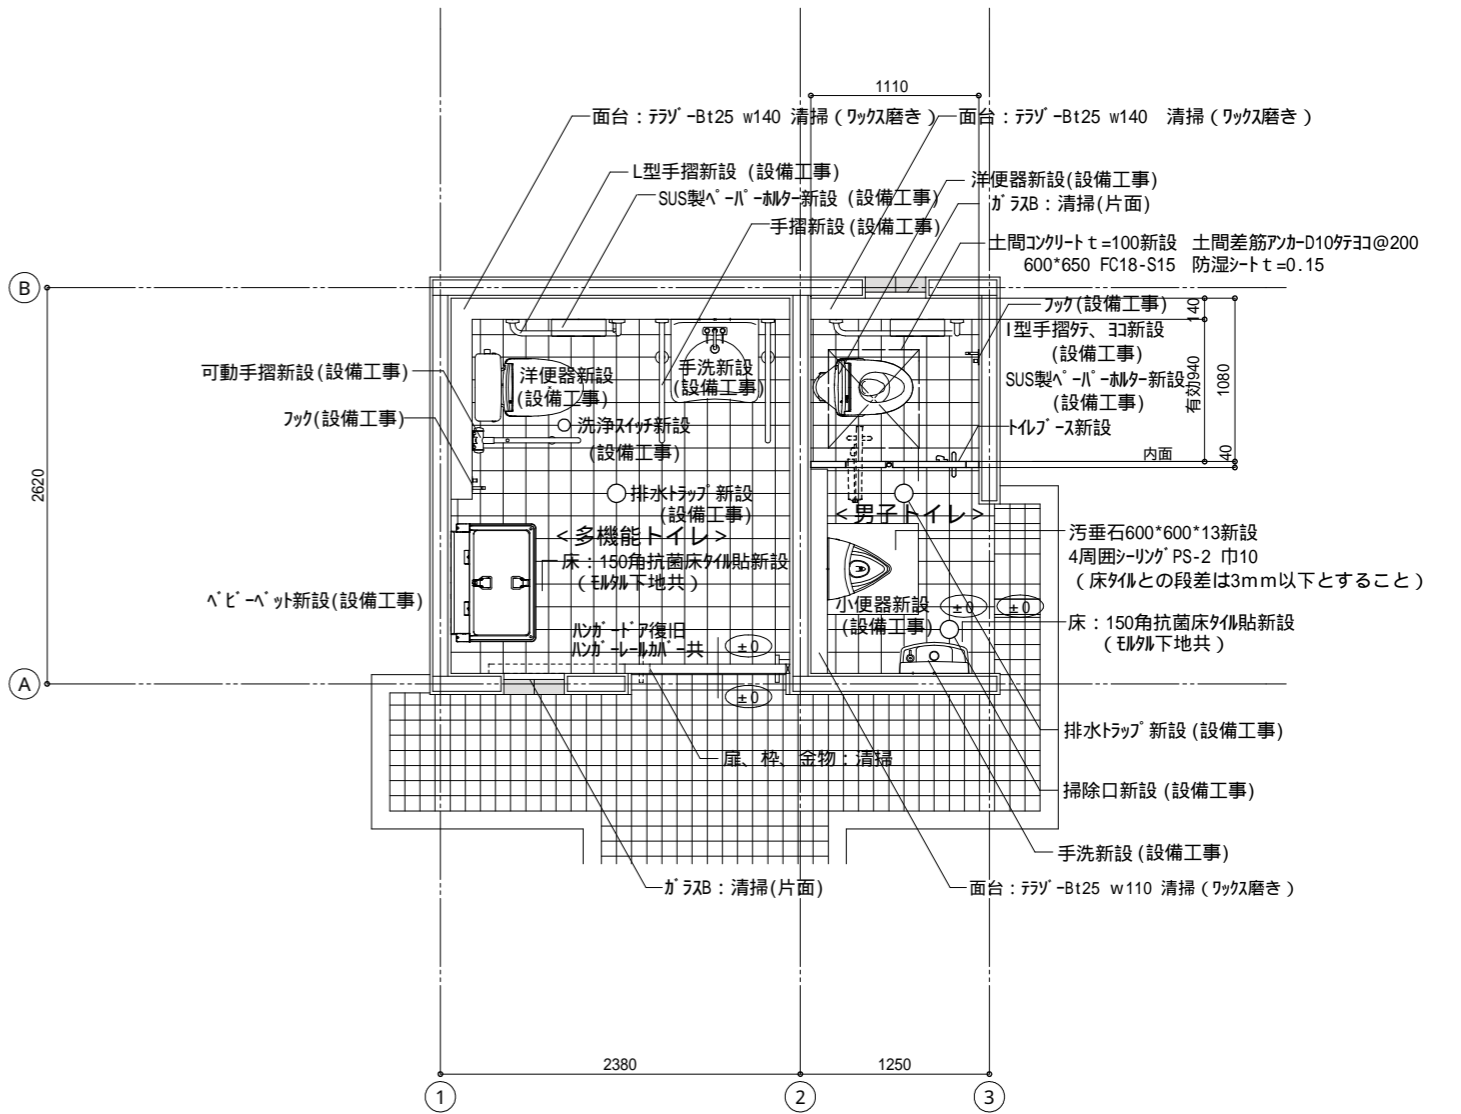 1110
面台：ﾃﾗｿﾞｰBt25 w140 清掃（ﾜｯｸｽ磨き）
面台：ﾃﾗｿﾞｰBt25 w140　清掃（ﾜｯｸｽ磨き）
L型手摺新設 (設備工事)
SUS製ﾍﾟｰﾊﾟｰﾎﾙﾀﾞｰ新設 (設備工事)
手摺新設 (設備工事)
洋便器新設(設備工事)
ｶﾞﾗｽB：清掃(片面)
土間ｺﾝｸﾘｰﾄｔ=100新設　土間差筋ｱﾝｶｰD10ﾀﾃﾖｺ@200
600*650 FC18-S15　防湿ｼｰﾄｔ=0.15
B
ﾌｯｸ(設備工事)
140
I型手摺ﾀﾃ、ﾖｺ新設
(設備工事)
SUS製ﾍﾟｰﾊﾟｰﾎﾙﾀﾞｰ新設
(設備工事)
有効940
1080
可動手摺新設(設備工事)
洋便器新設
(設備工事)
手洗新設
(設備工事)
ﾌｯｸ(設備工事)
洗浄ｽｲｯﾁ新設
(設備工事)
ﾄｲﾚﾌﾞｰｽ新設
内面
40
2620
排水ﾄﾗｯﾌﾟ新設
(設備工事)
＜男子トイレ＞
＜多機能トイレ＞
床：150角抗菌床ﾀｲﾙ貼新設
（ﾓﾙﾀﾙ下地共）
汚垂石600*600*13新設
4周囲ｼｰﾘﾝｸﾞPS-2 巾10
（床ﾀｲﾙとの段差は3mm以下とすること）
ﾍﾞﾋﾞｰﾍﾞｯﾄ新設(設備工事)
小便器新設
(設備工事)
±0
±0
床：150角抗菌床ﾀｲﾙ貼新設
（ﾓﾙﾀﾙ下地共）
ﾊﾝｶﾞｰﾄﾞｱ復旧
ﾊﾝｶﾞｰﾚｰﾙｶﾊﾞｰ共
±0
A
±0
排水ﾄﾗｯﾌﾟ新設 (設備工事)
扉、枠、金物：清掃
掃除口新設 (設備工事)
手洗新設 (設備工事)
ｶﾞﾗｽB：清掃(片面)
面台：ﾃﾗｿﾞｰBt25 w110 清掃（ﾜｯｸｽ磨き）
2380
1250
1
2
3